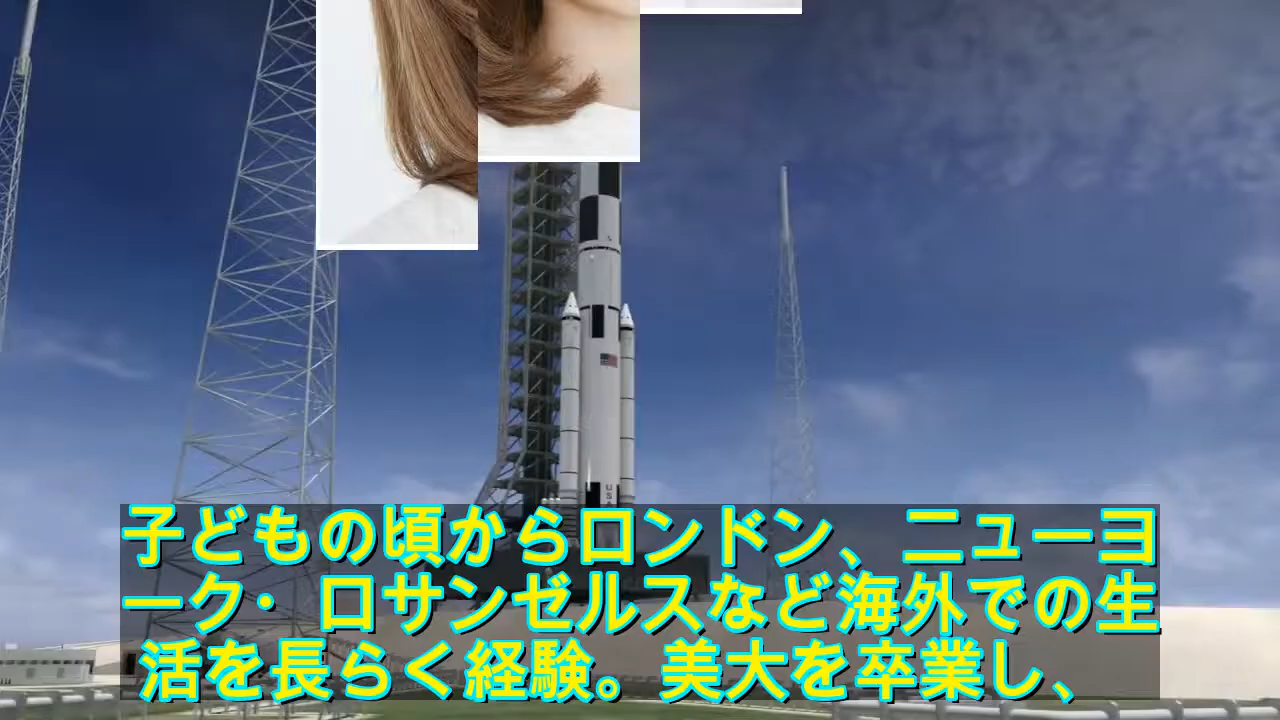 USA
子どもの頃からロンドン、ニューヨ
ーク・ロサンゼルスなど海外での生
活を長らく経験。美大を卒業し、